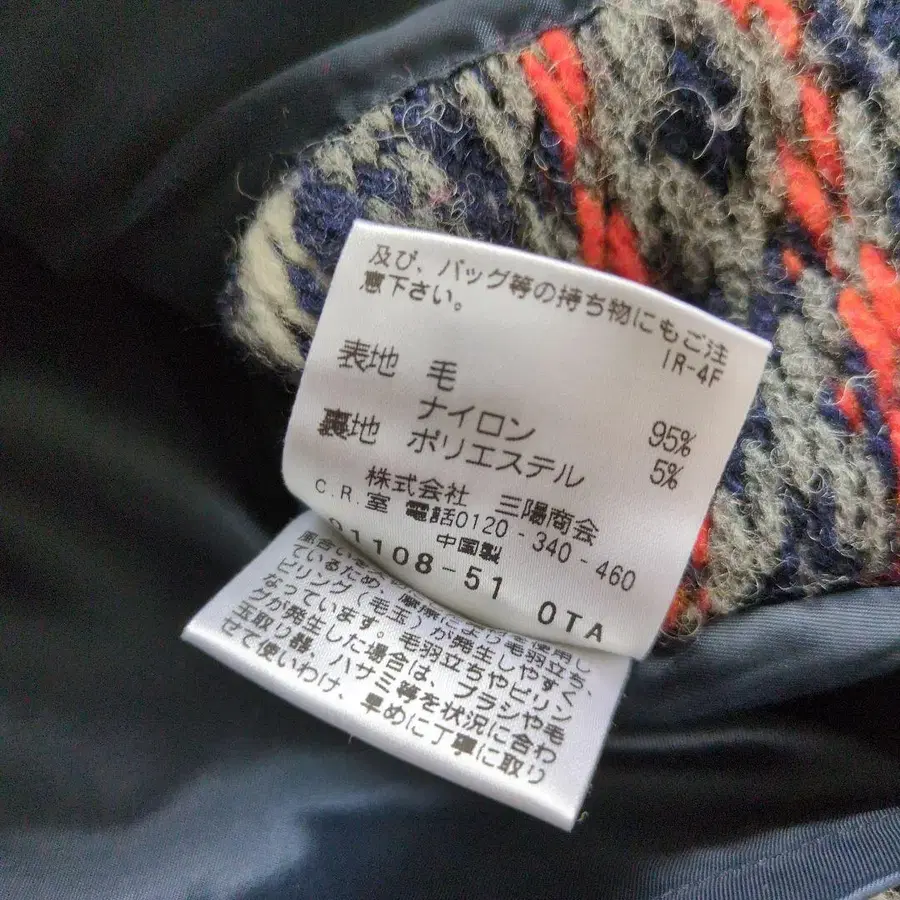 及び、バッグ等の持ち物にもご注
意下さい。
IR-4F
表地 毛 95%
ナイロン 5%
裏地 ポリエステル
株式会社 三陽商会
C.R.室 電話0120-340-460
中国製
1108-51 OTA
ているため、摩擦により
ピリング(毛玉)が発生しやすく
なっています。毛羽立ちやピリン
グが発生した場合は、ブラシや毛
玉取り器、ハサミ等を状況に合わ
せて使いわけ、早めに丁寧に取り